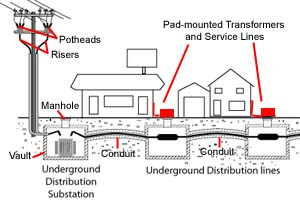 Potheads
Risers
Pad-mounted Transformers
and Service Lines
Manhole
Vault
Conduit
Conduit
Underground
Distribution
Substation
Underground Distribution lines